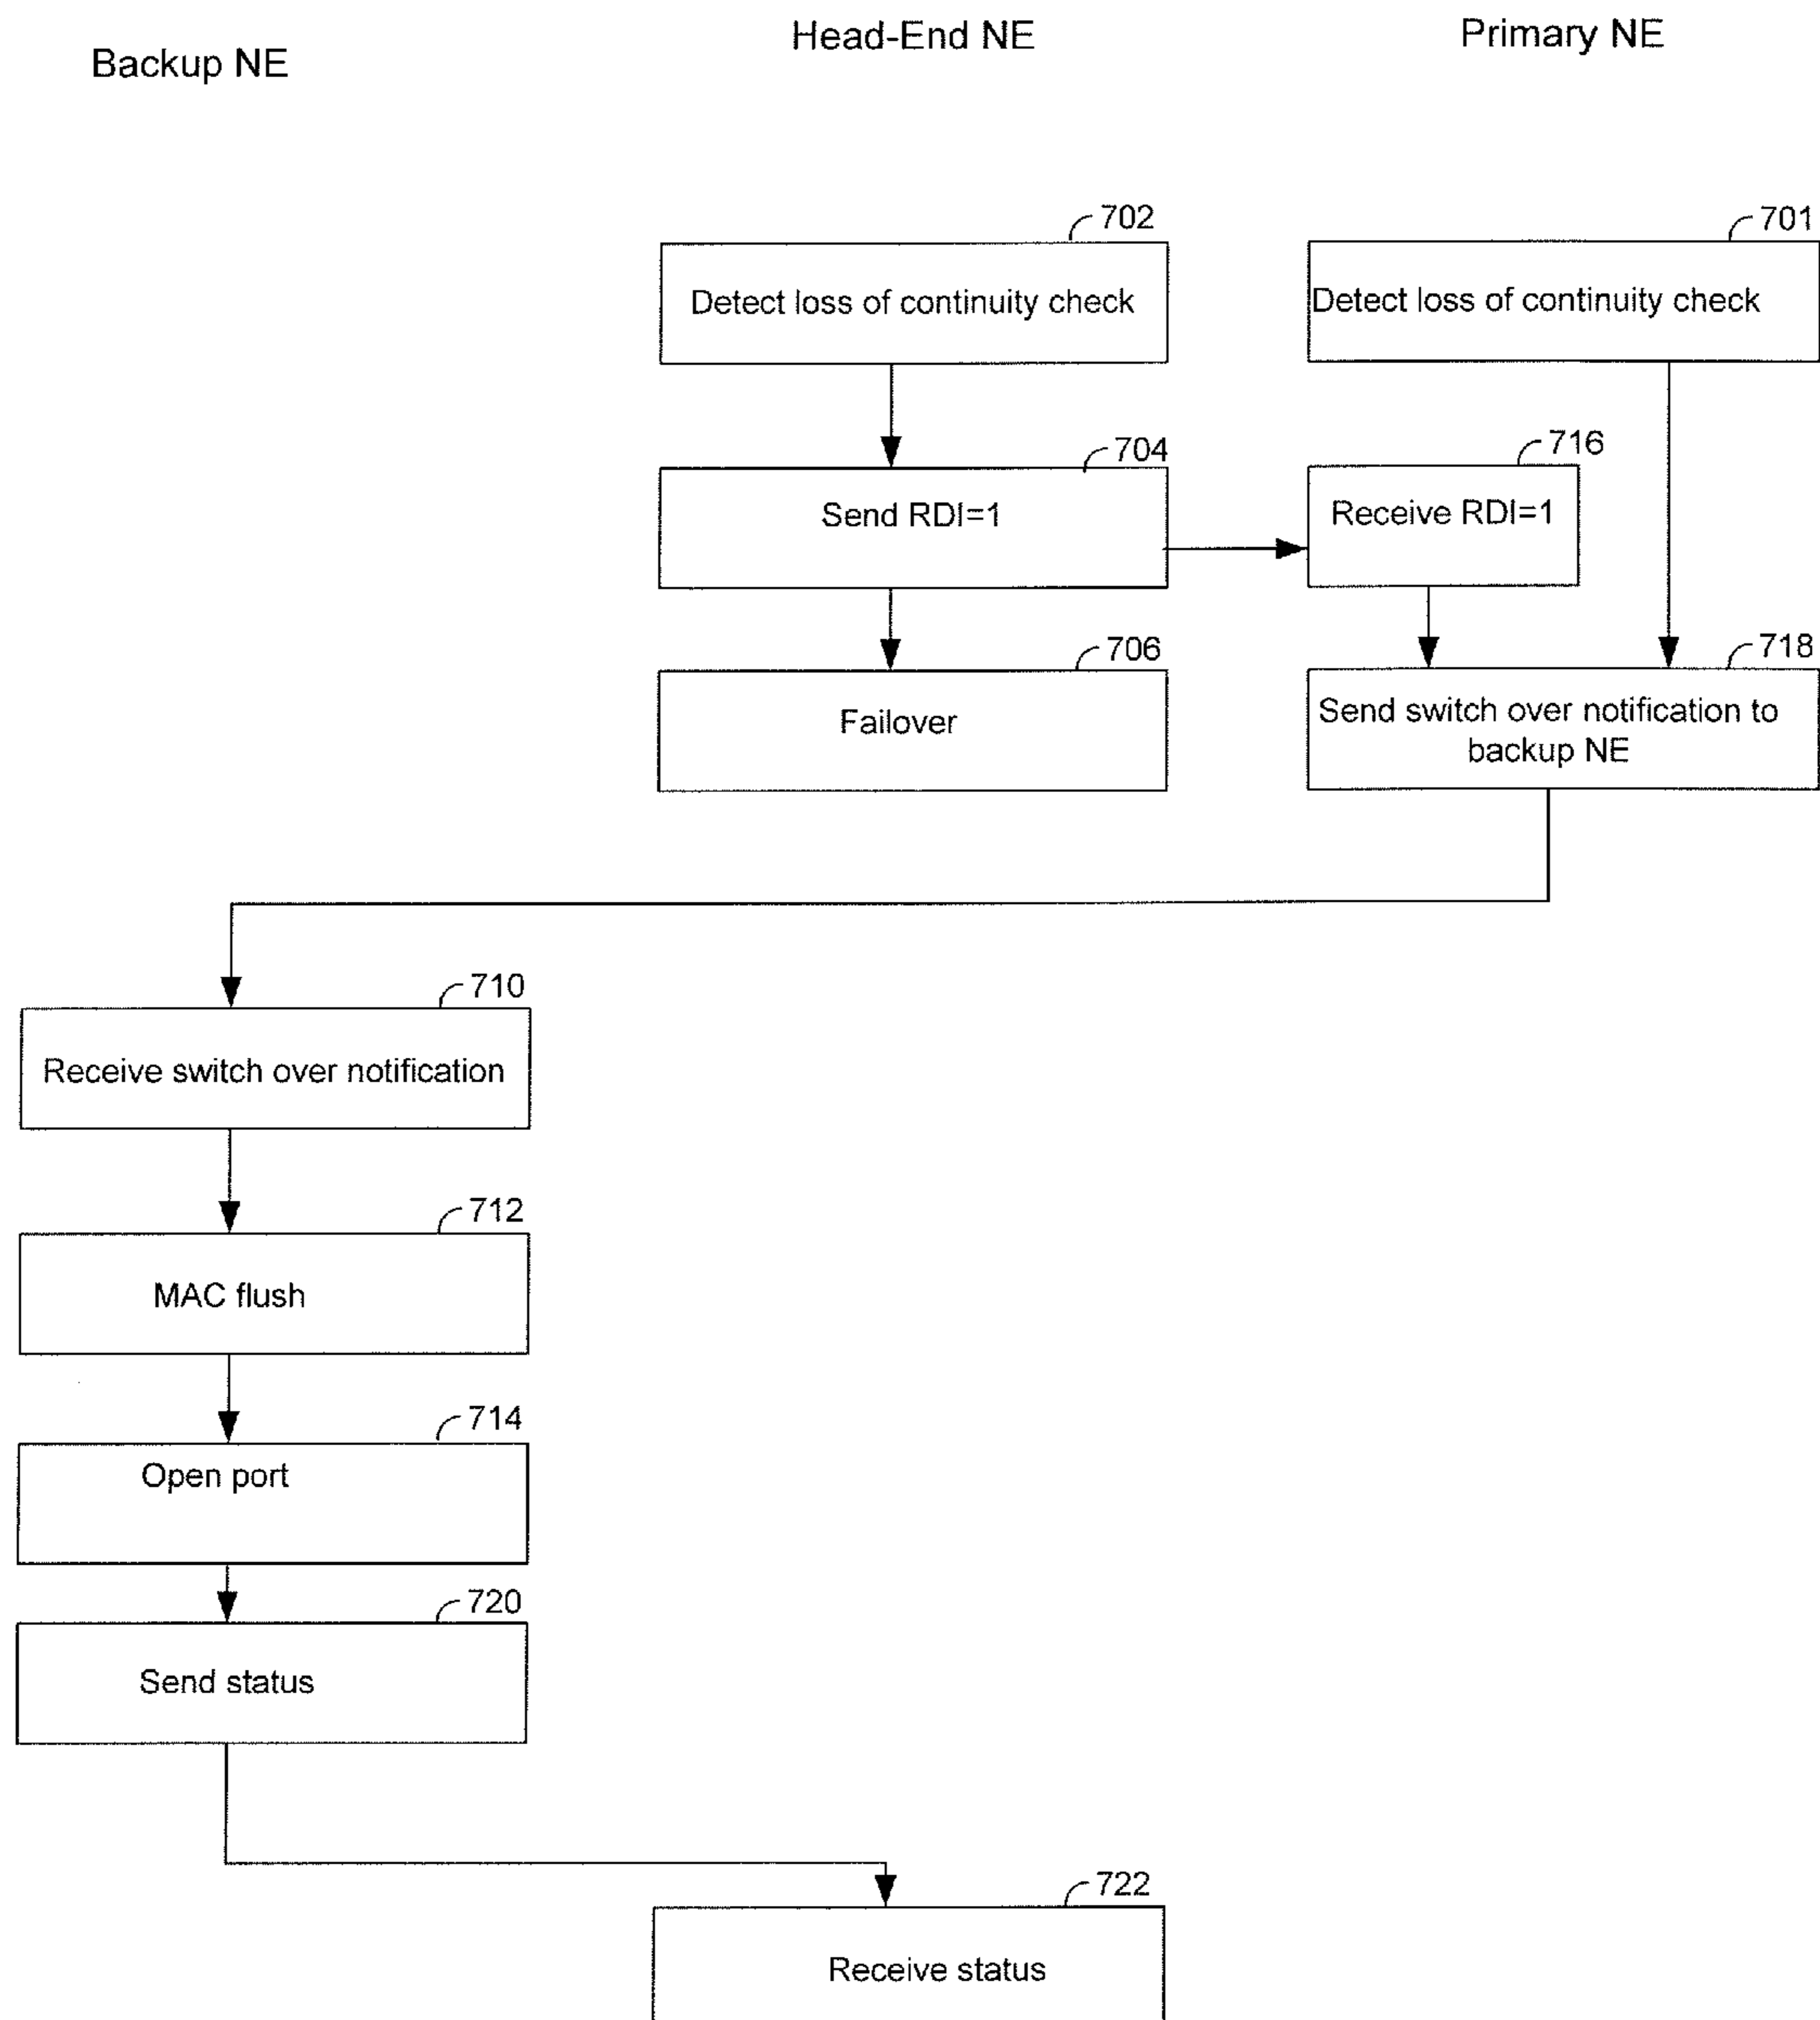 Backup NE
Head-End NE
Primary NE
702
Detect loss of continuity check
701
Detect loss of continuity check
704
Send RDI=1
716
Receive RDI=1
706
Failover
718
Send switch over notification to
backup NE
710
Receive switch over notification
712
MAC flush
714
Open port
720
Send status
722
Receive status